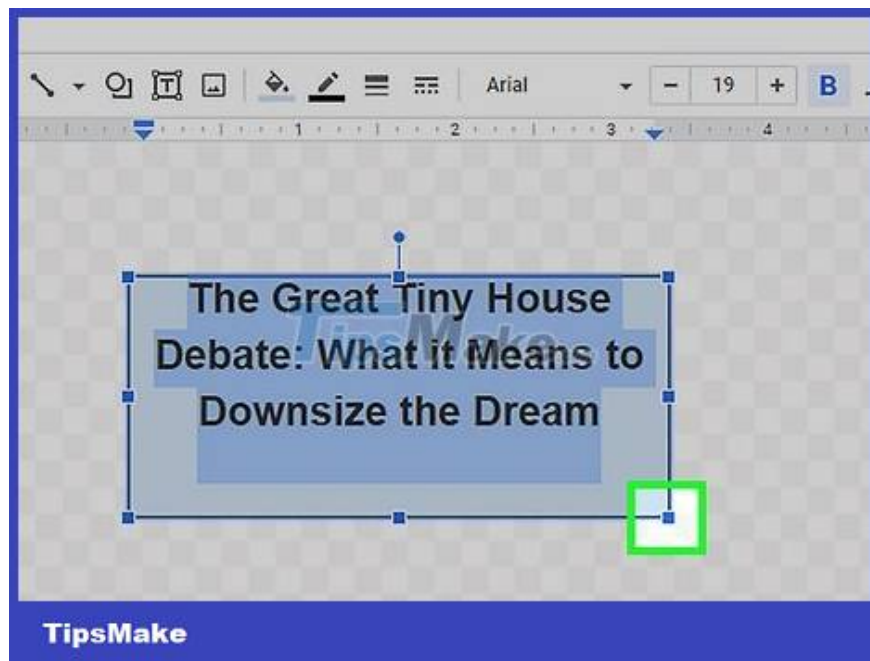 Arial
19
B
1 2 3 4
The Great Tiny House
Debate: What it Means to
Downsize the Dream
TipsMake
TipsMake